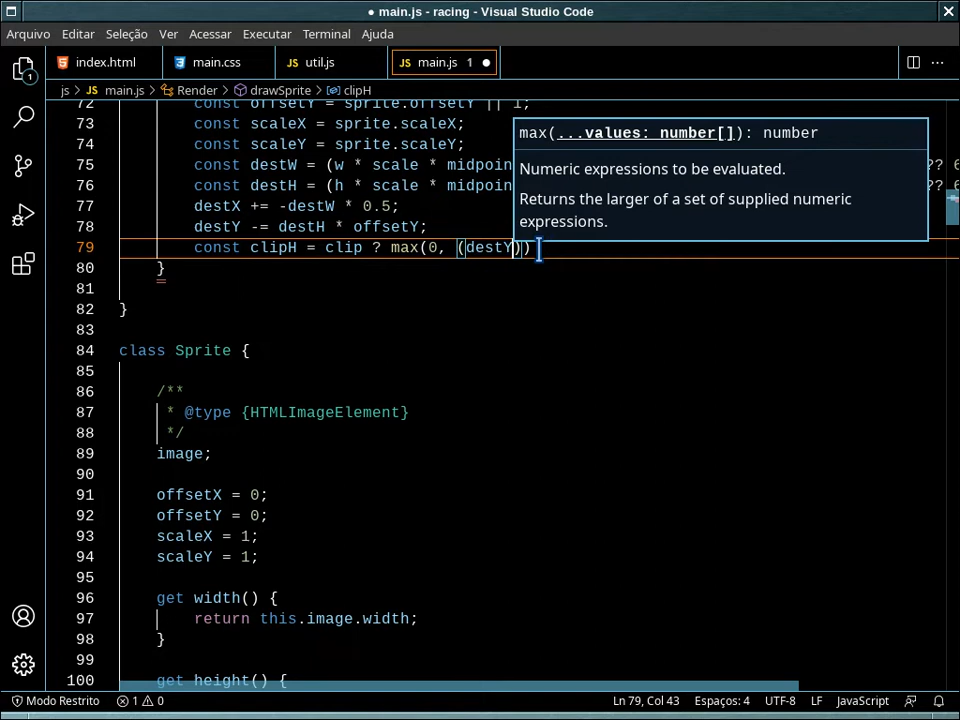 ● main.js - racing - Visual Studio Code
Arquivo Editar Seleção Ver Acessar Executar Terminal Ajuda
index.html main.css util.js JS main.js 1 ●
js > JS main.js > Render > drawSprite > clipH
72 const offsetY = sprite.offsetY || 1;
73 const scaleX = sprite.scaleX;
74 const scaleY = sprite.scaleY;
75 const destW = (w * scale * midpoin ?? 6
76 const destH = (h * scale * midpoin ?? 6
77 destX += -destW * 0.5;
78 destY -= destH * offsetY;
79 const clipH = clip ? max(0, (destY))
80 }
81
82 }
83
84 class Sprite {
85
86 /**
87 * @type {HTMLImageElement}
88 */
89 image;
90
91 offsetX = 0;
92 offsetY = 0;
93 scaleX = 1;
94 scaleY = 1;
95
96 get width() {
97 return this.image.width;
98 }
99
100 get height() {
max(...values: number[]): number
Numeric expressions to be evaluated.
Returns the larger of a set of supplied numeric
expressions.
1
Modo Restrito 1 0 Ln 79, Col 43 Espaços: 4 UTF-8 LF JavaScript